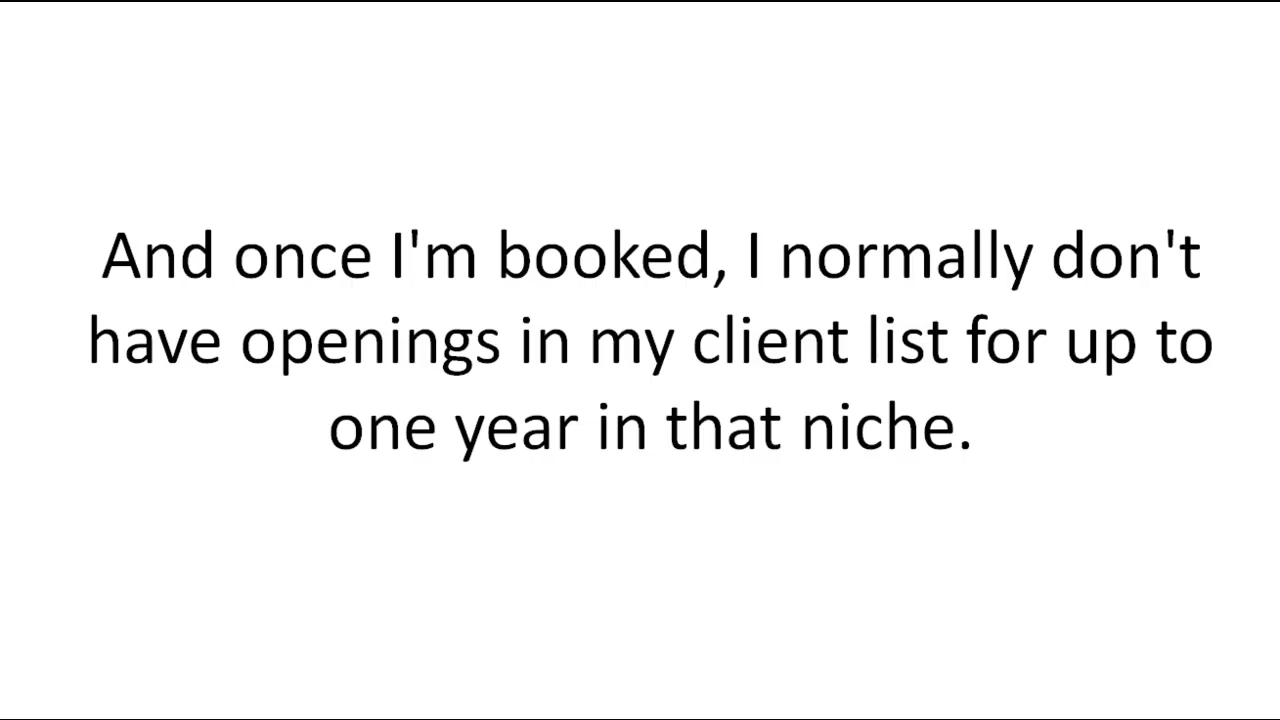 And once I'm booked, I normally don't
have openings in my client list for up to
one year in that niche.